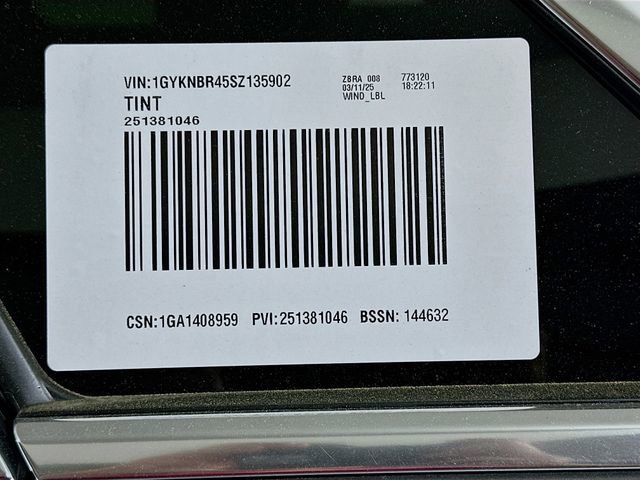 VIN:1GYKNBR45SZ135902
ZBRA 008 773120
03/11/25 18:22:11
WIND_LBL
TINT
251381046
CSN:1GA1408959 PVI:251381046 BSSN: 144632